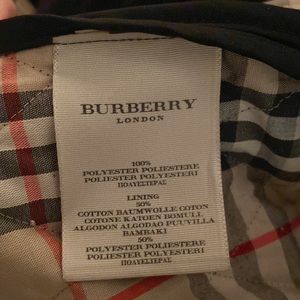 BURBERRY
LONDON
100%
POLYESTER POLIESTERE
POLIESTER POLYESTERI
ΠΟΛΥΕΣΤΕΡΑΣ
LINING
50%
COTTON BAUMWOLLE COTON
COTONE KATOEN BOMULL
ALGODON ALGODAO PUUVILLA
BAMBAKI
50%
POLYESTER POLIESTERE
POLIESTER POLYESTERI
ΠΟΛΥΕΣΤΕΡΑΣ